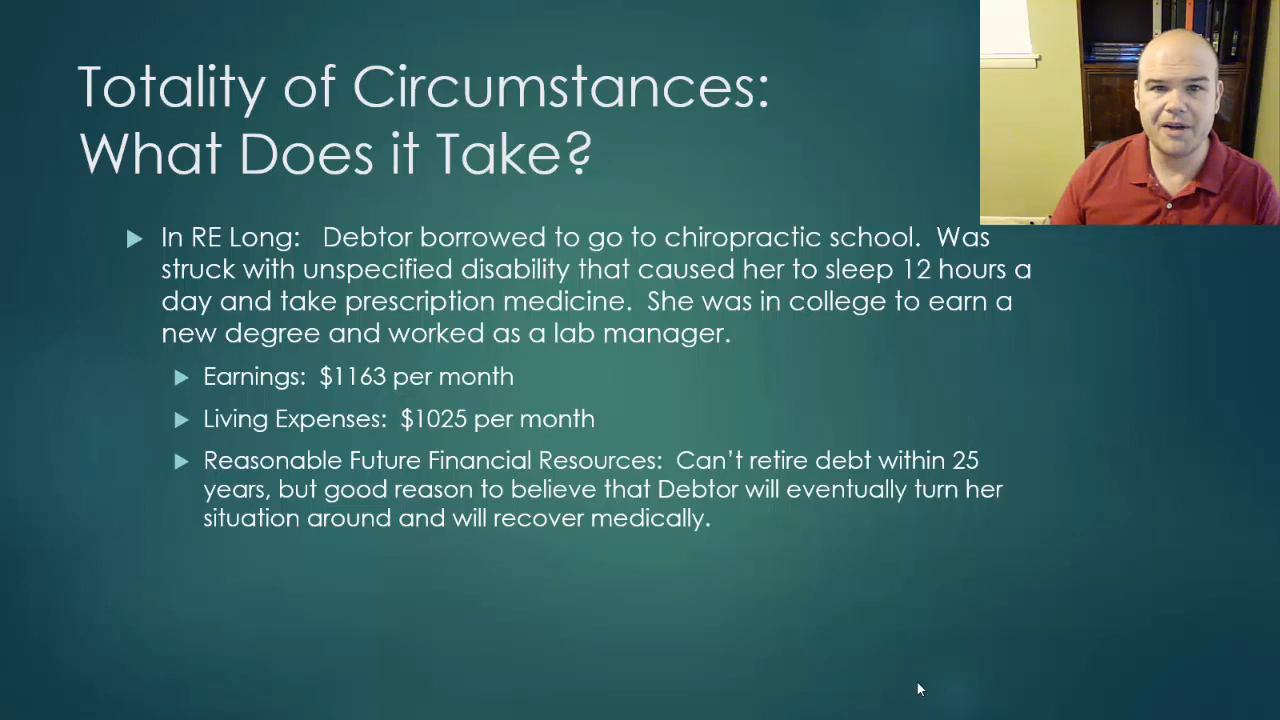 Totality of Circumstances:
What Does it Take?
In RE Long: Debtor borrowed to go to chiropractic school. Was
struck with unspecified disability that caused her to sleep 12 hours a
day and take prescription medicine. She was in college to earn a
new degree and worked as a lab manager.
Earnings: $1163 per month
Living Expenses: $1025 per month
Reasonable Future Financial Resources: Can't retire debt within 25
years, but good reason to believe that Debtor will eventually turn her
situation around and will recover medically.